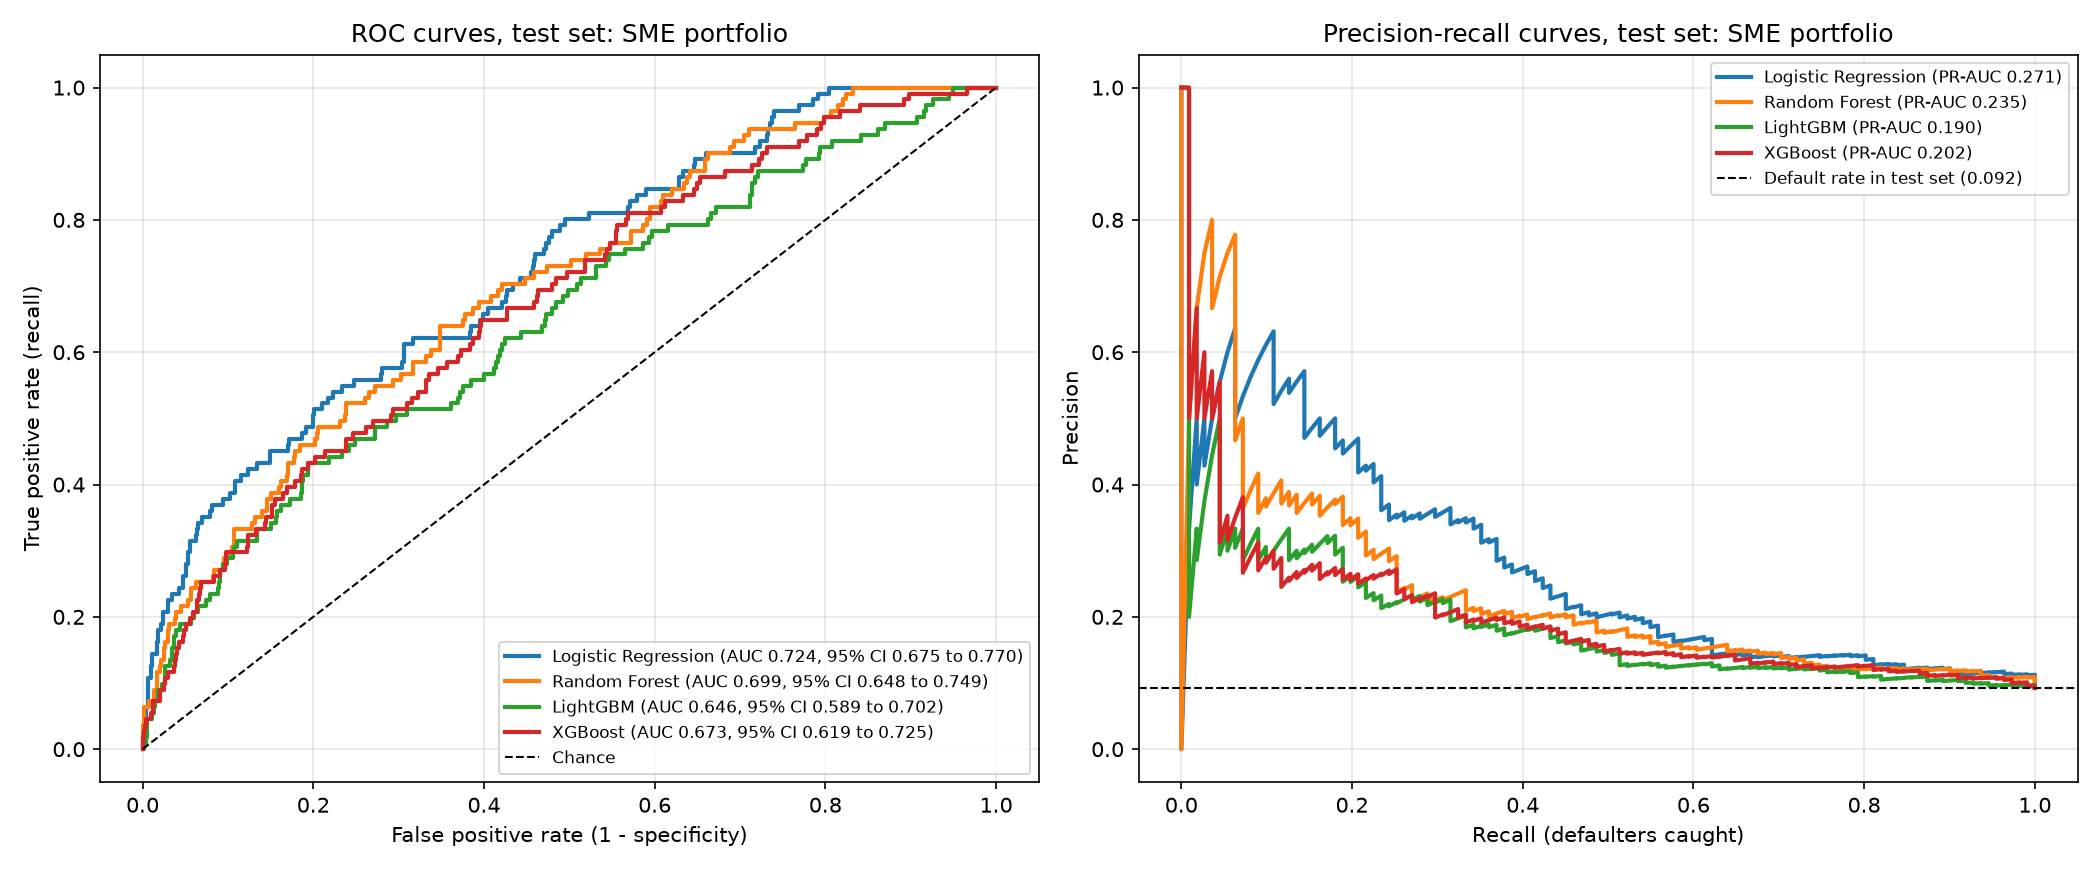 ROC curves, test set: SME portfolio
True positive rate (recall)
1.0
0.8
0.6
0.4
0.2
0.0
Logistic Regression (AUC 0.724, 95% CI 0.675 to 0.770)
Random Forest (AUC 0.699, 95% CI 0.648 to 0.749)
LightGBM (AUC 0.646, 95% CI 0.589 to 0.702)
XGBoost (AUC 0.673, 95% CI 0.619 to 0.725)
Chance
0.0 0.2 0.4 0.6 0.8 1.0
False positive rate (1 - specificity)
Precision-recall curves, test set: SME portfolio
Precision
1.0
0.8
0.6
0.4
0.2
0.0
Logistic Regression (PR-AUC 0.271)
Random Forest (PR-AUC 0.235)
LightGBM (PR-AUC 0.190)
XGBoost (PR-AUC 0.202)
Default rate in test set (0.092)
0.0 0.2 0.4 0.6 0.8 1.0
Recall (defaulters caught)